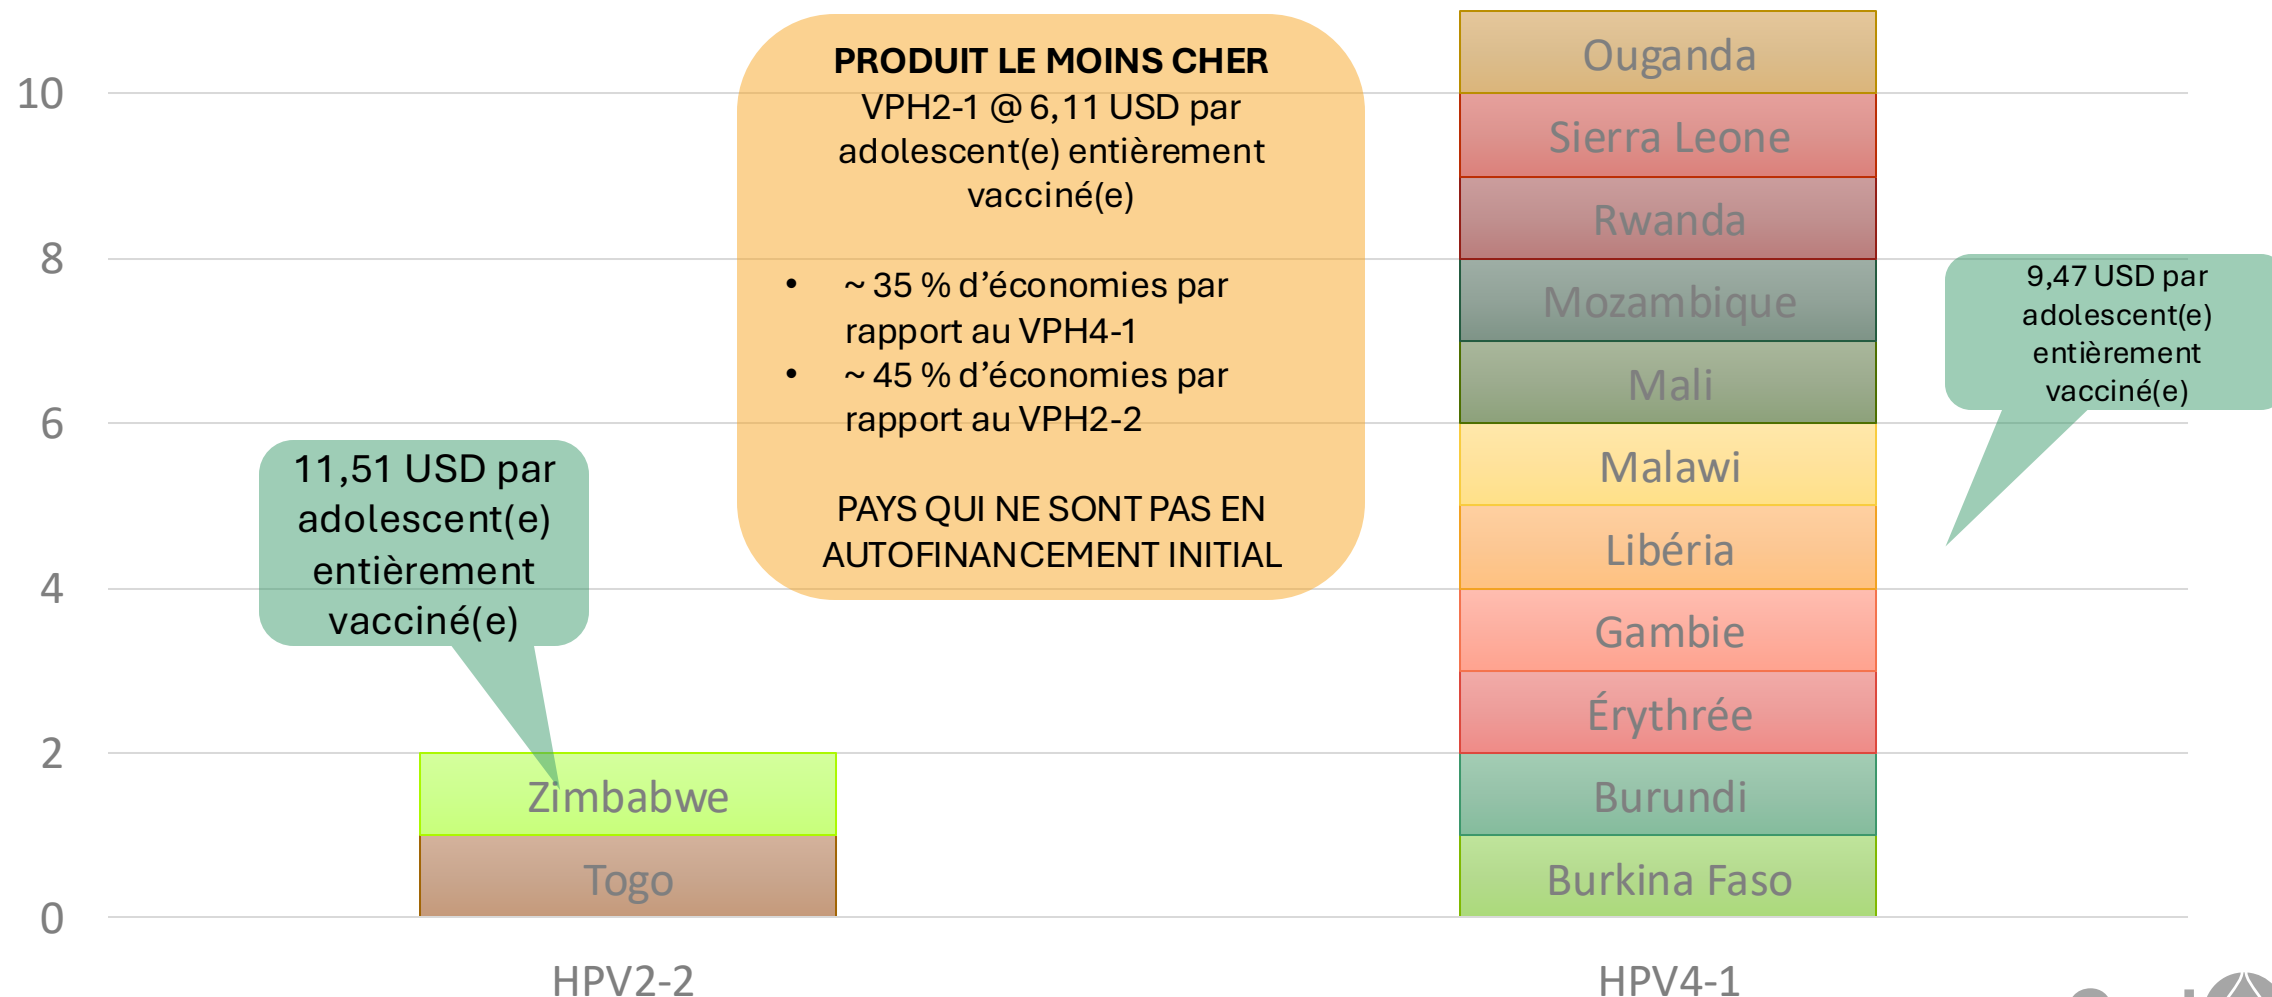 10
8
6
4
2
0
PRODUIT LE MOINS CHER
VPH2-1 @ 6,11 USD par
adolescent(e) entièrement
vacciné(e)
• ~ 35 % d’économies par
rapport au VPH4-1
• ~ 45 % d’économies par
rapport au VPH2-2
PAYS QUI NE SONT PAS EN
AUTOFINANCEMENT INITIAL
11,51 USD par
adolescent(e)
entièrement
vacciné(e)
Zimbabwe
Togo
HPV2-2
Ouganda
Sierra Leone
Rwanda
Mozambique
Mali
Malawi
Libéria
Gambie
Érythrée
Burundi
Burkina Faso
HPV4-1
9,47 USD par
adolescent(e)
entièrement
vacciné(e)